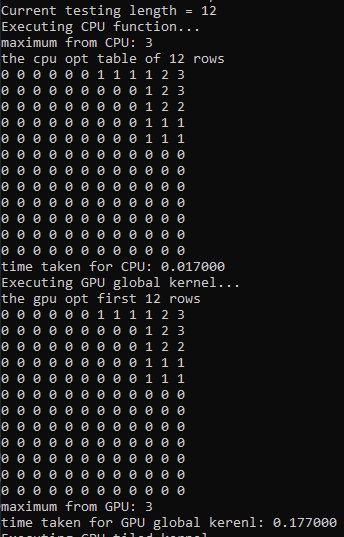 Current testing length = 12
Executing CPU function...
maximum from CPU: 3
the cpu opt table of 12 rows
0 0 0 0 0 0 1 1 1 1 2 3
0 0 0 0 0 0 0 0 0 1 2 3
0 0 0 0 0 0 0 0 0 1 2 2
0 0 0 0 0 0 0 0 0 1 1 1
0 0 0 0 0 0 0 0 0 1 1 1
0 0 0 0 0 0 0 0 0 0 0 0
0 0 0 0 0 0 0 0 0 0 0 0
0 0 0 0 0 0 0 0 0 0 0 0
0 0 0 0 0 0 0 0 0 0 0 0
0 0 0 0 0 0 0 0 0 0 0 0
0 0 0 0 0 0 0 0 0 0 0 0
0 0 0 0 0 0 0 0 0 0 0 0
time taken for CPU: 0.017000
Executing GPU global kernel...
the gpu opt first 12 rows
0 0 0 0 0 0 1 1 1 1 2 3
0 0 0 0 0 0 0 0 0 1 2 3
0 0 0 0 0 0 0 0 0 1 2 2
0 0 0 0 0 0 0 0 0 1 1 1
0 0 0 0 0 0 0 0 0 1 1 1
0 0 0 0 0 0 0 0 0 0 0 0
0 0 0 0 0 0 0 0 0 0 0 0
0 0 0 0 0 0 0 0 0 0 0 0
0 0 0 0 0 0 0 0 0 0 0 0
0 0 0 0 0 0 0 0 0 0 0 0
0 0 0 0 0 0 0 0 0 0 0 0
0 0 0 0 0 0 0 0 0 0 0 0
maximum from GPU: 3
time taken for GPU global kerenl: 0.177000
Executing GPU tiled kernel